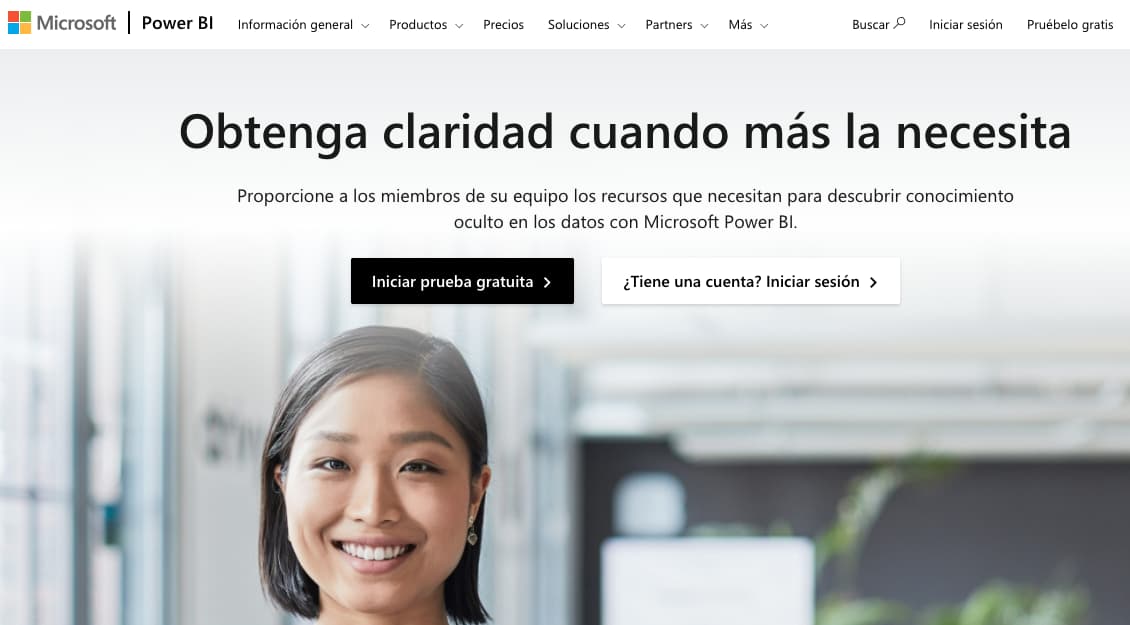 Microsoft | Power BI Información general Productos Precios Soluciones Partners Más Buscar Iniciar sesión Pruébelo gratis
Obtenga claridad cuando más la necesita
Proporcione a los miembros de su equipo los recursos que necesitan para descubrir conocimiento
oculto en los datos con Microsoft Power BI.
Iniciar prueba gratuita ¿Tiene una cuenta? Iniciar sesión